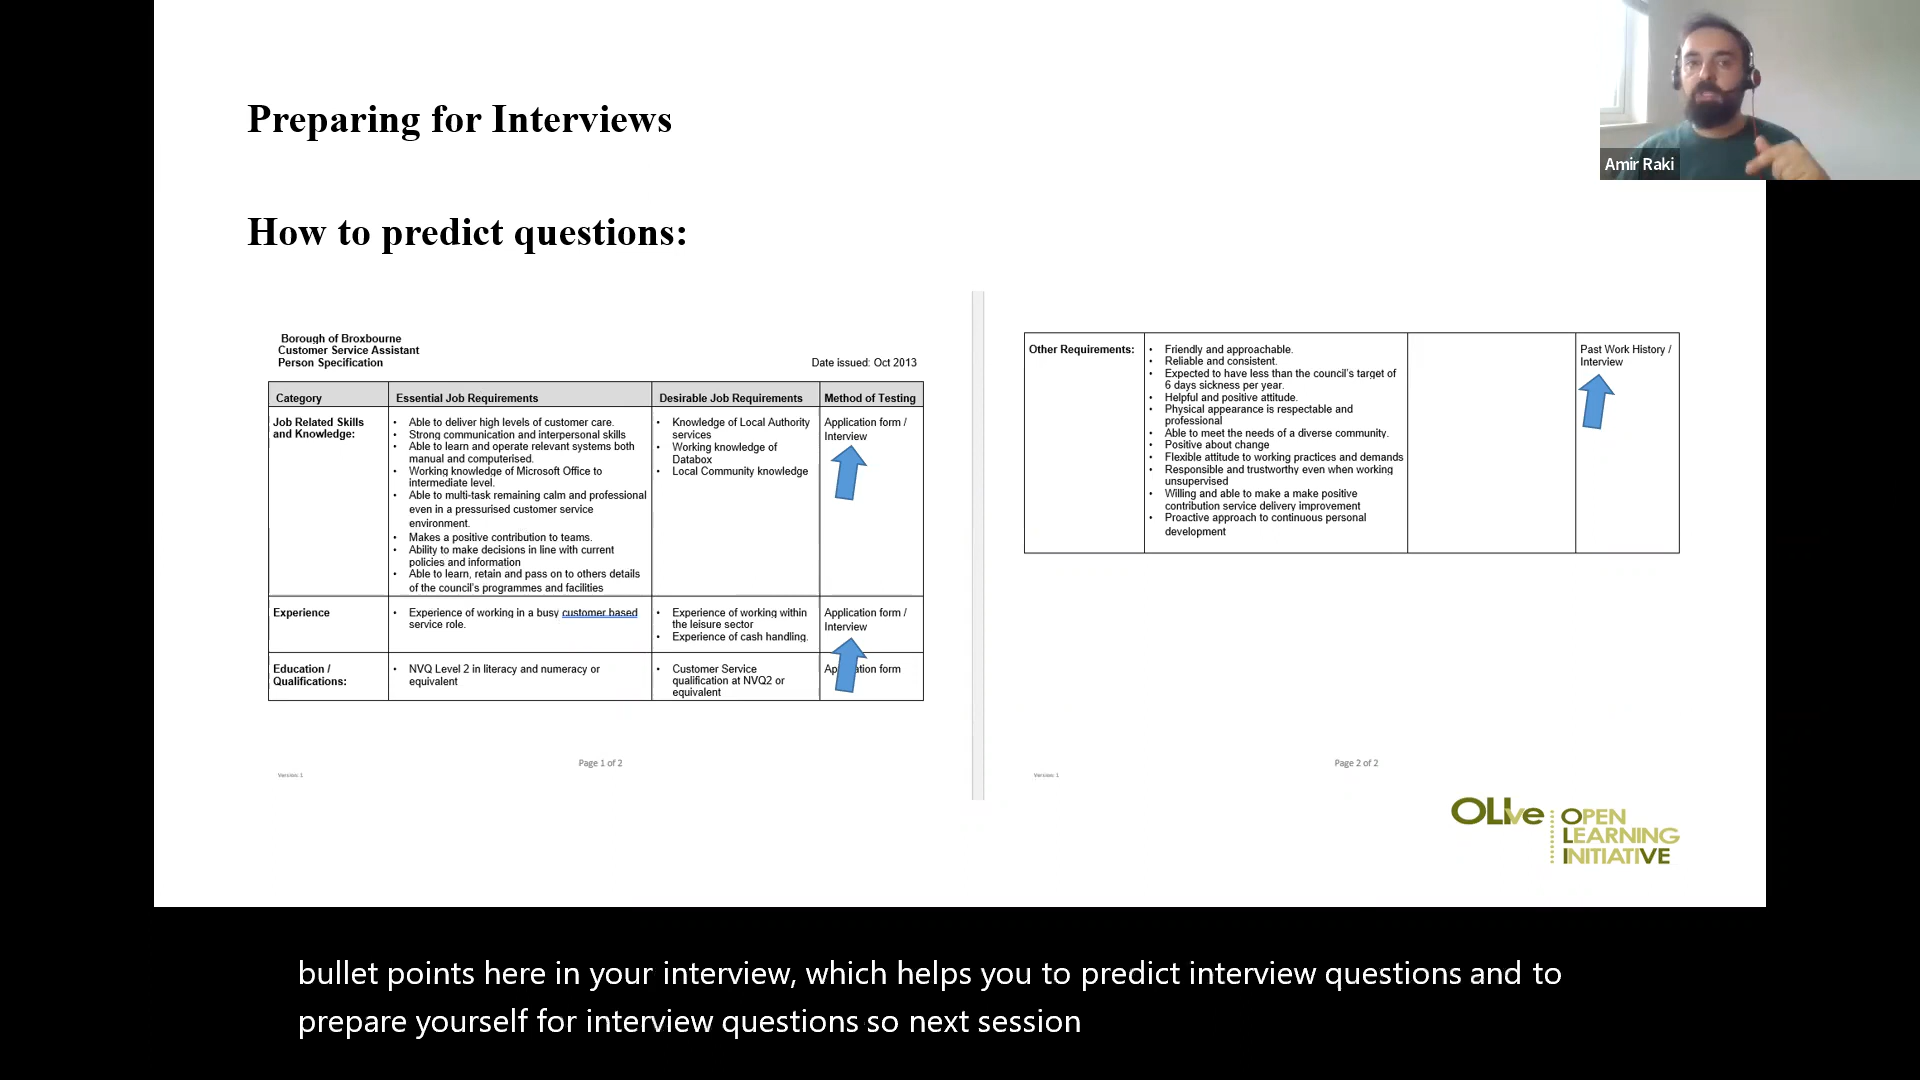 Preparing for Interviews
Amir Raki
How to predict questions:
Borough of Broxbourne
Customer Service Assistant
Person Specification
Date issued: Oct 2013
Category
Essential Job Requirements
Desirable Job Requirements
Method of Testing
Job Related Skills
and Knowledge:
• Able to deliver high levels of customer care.
• Strong communication and interpersonal skills
• Able to learn and operate relevant systems both
manual and computerised.
• Working knowledge of Microsoft Office to
intermediate level.
• Able to multi-task remaining calm and professional
even in a pressurised customer service
environment.
• Makes a positive contribution to teams.
• Ability to make decisions in line with current
policies and information
• Able to learn, retain and pass on to others details
of the council's programmes and facilities
• Knowledge of Local Authority
services
• Working knowledge of
Databox
• Local Community knowledge
Application form /
Interview
Experience
• Experience of working in a busy customer based
service role.
• Experience of working within
the leisure sector
• Experience of cash handling.
Application form /
Interview
Education /
Qualifications:
• NVQ Level 2 in literacy and numeracy or
equivalent
• Customer Service
qualification at NVQ2 or
equivalent
Application form
Page 1 of 2
Version: 1
Other Requirements:
• Friendly and approachable.
• Reliable and consistent.
• Expected to have less than the council's target of
6 days sickness per year.
• Helpful and positive attitude.
• Physical appearance is respectable and
professional
• Able to meet the needs of a diverse community.
• Positive about change
• Flexible attitude to working practices and demands
• Responsible and trustworthy even when working
unsupervised
• Willing and able to make a make positive
contribution service delivery improvement
• Proactive approach to continuous personal
development
Past Work History /
Interview
Page 2 of 2
Version: 1
OLIve
OPEN
LEARNING
INITIATIVE
bullet points here in your interview, which helps you to predict interview questions and to
prepare yourself for interview questions so next session